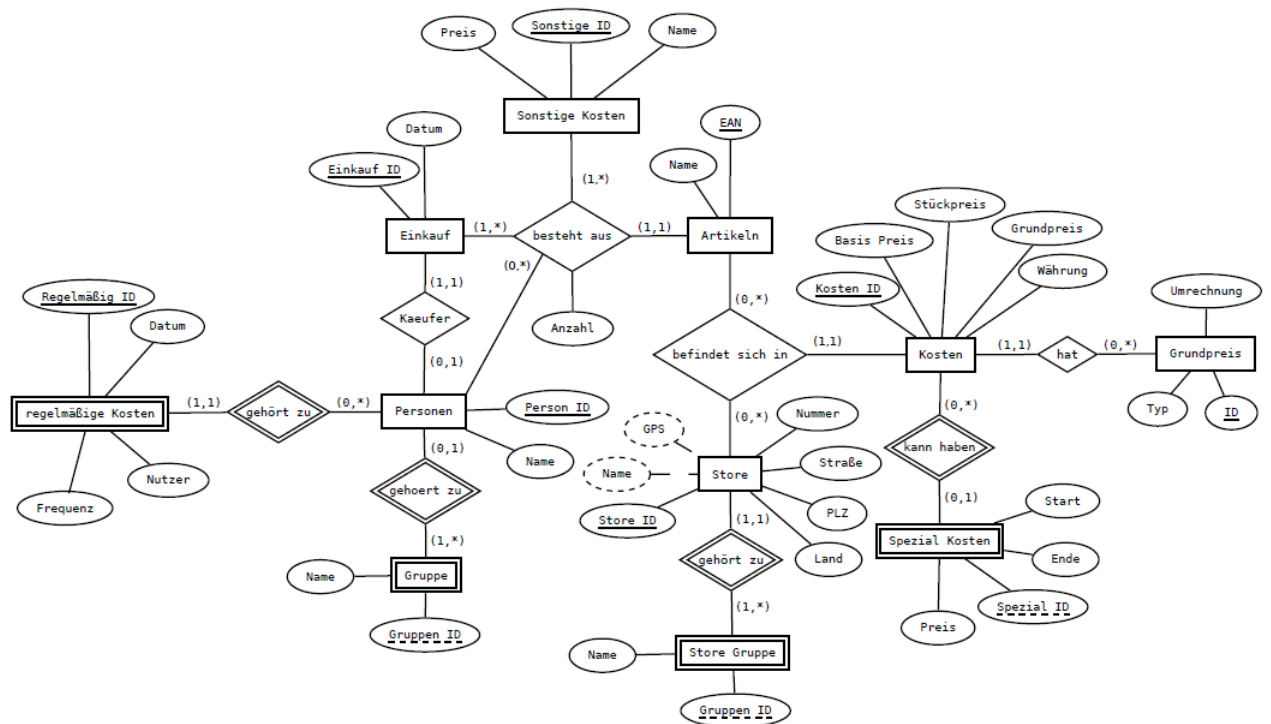 Preis
Sonstige ID
Name
Sonstige Kosten
Datum
EAN
Einkauf ID
Name
(1,*)
Stückpreis
Einkauf
(1,*)
besteht aus
(1,1)
Artikeln
Basis Preis
Grundpreis
(0,*)
Währung
Regelmäßig ID
(1,1)
Kosten ID
Umrechnung
Datum
Kaeufer
Anzahl
(0,*)
befindet sich in
(1,1)
Kosten
(1,1)
hat
(0,*)
Grundpreis
(0,1)
regelmäßige Kosten
(1,1)
gehört zu
(0,*)
Personen
Person ID
(0,*)
Nummer
(0,*)
Typ
ID
GPS
(0,1)
Name
kann haben
Nutzer
Name
Store
Straße
Frequenz
gehoert zu
(0,1)
Start
Store ID
(1,1)
PLZ
(1,*)
Spezial Kosten
gehört zu
Land
Ende
Name
Gruppe
(1,*)
Spezial ID
Preis
Gruppen ID
Name
Store Gruppe
Gruppen ID